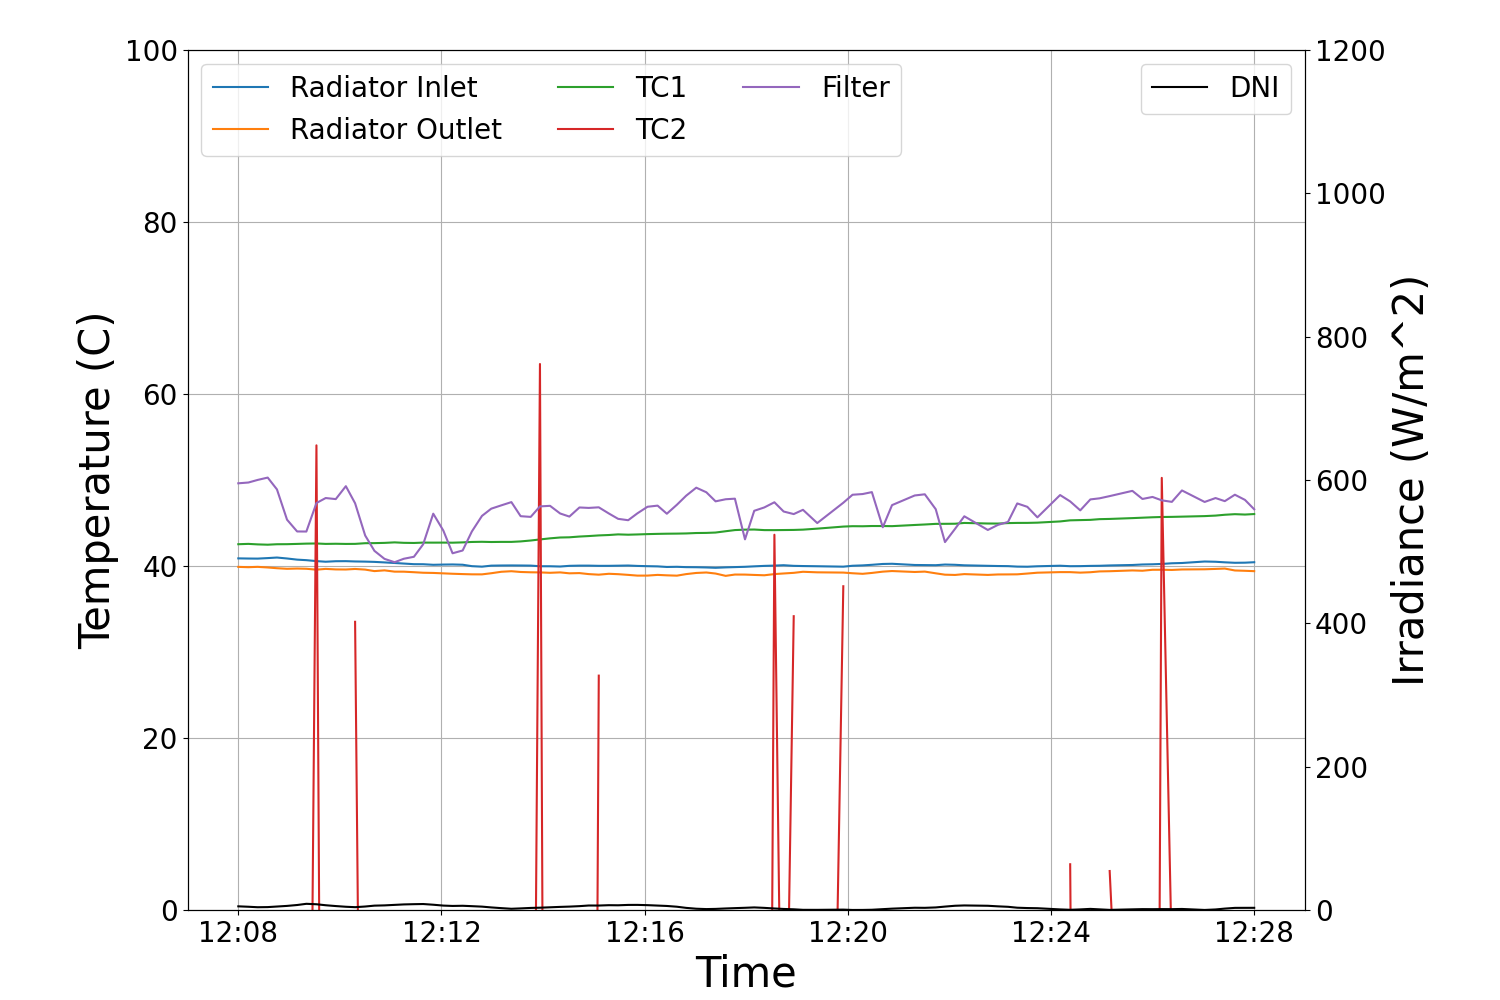 Radiator Inlet
Radiator Outlet
TC1
TC2
Filter
DNI
100
80
60
40
20
0
Temperature (C)
1200
1000
800
600
400
200
0
Irradiance (W/m^2)
12:08 12:12 12:16 12:20 12:24 12:28
Time